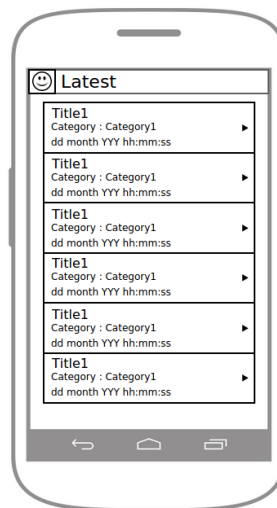 Latest
Title1
Category : Category1
dd month YYY hh:mm:ss
Title1
Category : Category1
dd month YYY hh:mm:ss
Title1
Category : Category1
dd month YYY hh:mm:ss
Title1
Category : Category1
dd month YYY hh:mm:ss
Title1
Category : Category1
dd month YYY hh:mm:ss
Title1
Category : Category1
dd month YYY hh:mm:ss